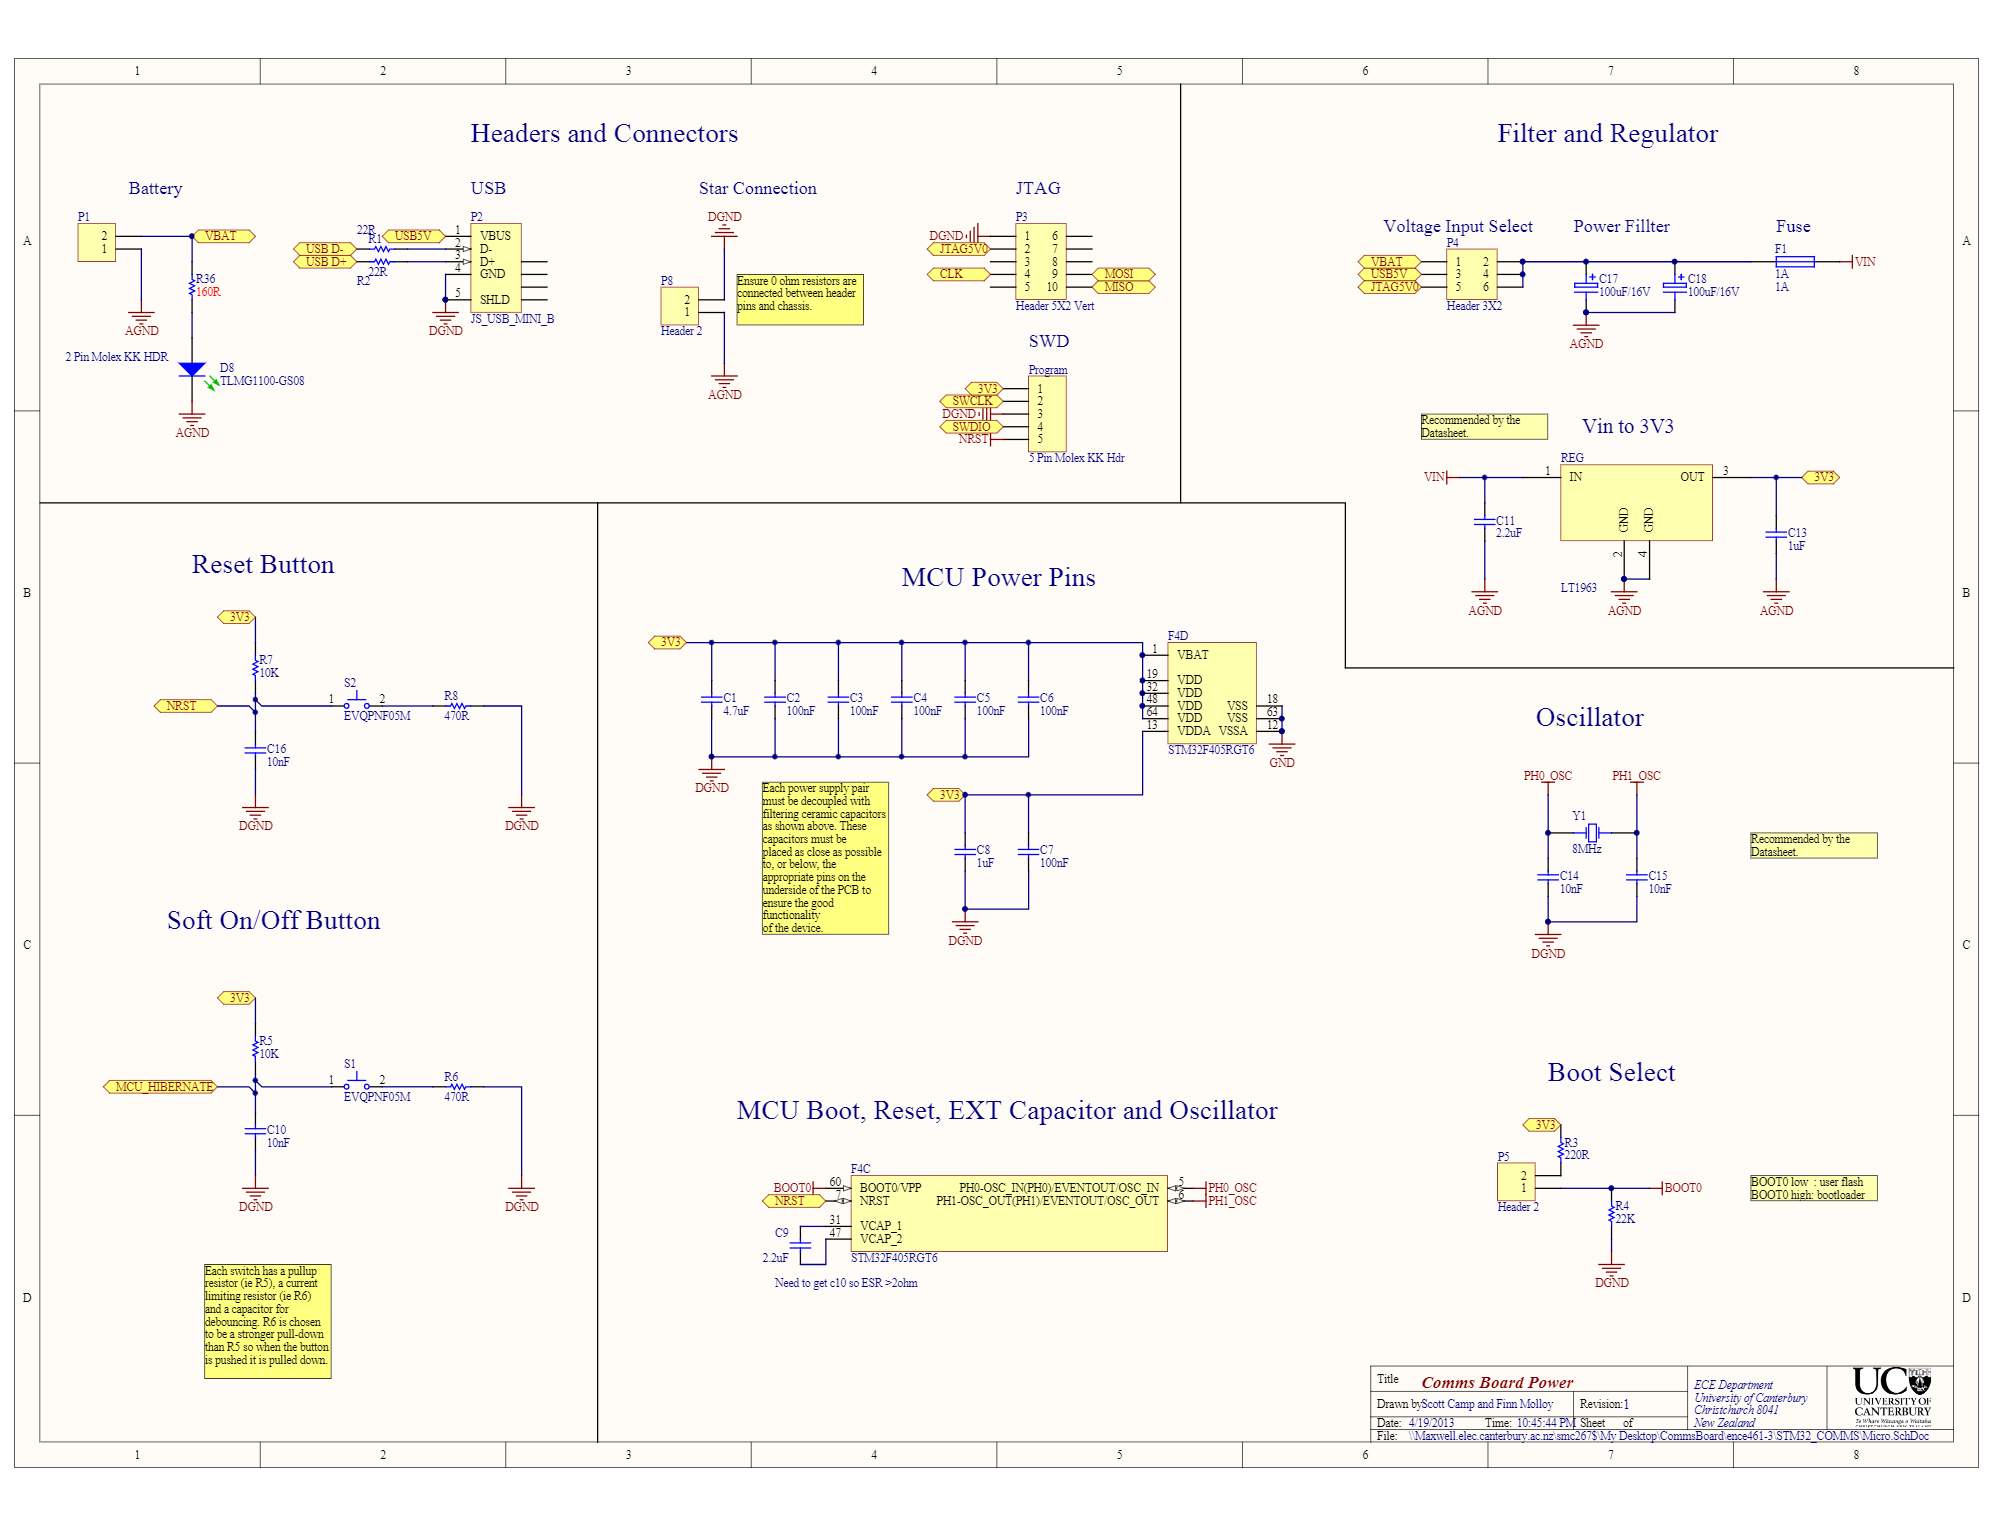 1 2 3 4 5 6 7 8
A
B
C
D
A
B
C
D
Headers and Connectors
Battery
P1
2
1
VBAT
R36
160R
AGND
2 Pin Molex KK HDR
D8
TLMG1100-GS08
AGND
USB
P2
22R
R1
USB5V
USB D-
USB D+
22R
R2
1
2
3
4
5
VBUS
D-
D+
GND
SHLD
DGND
JS_USB_MINI_B
Star Connection
DGND
P8
2
1
Header 2
AGND
Ensure 0 ohm resistors are
connected between header
pins and chassis.
JTAG
P3
DGND
JTAG5V0
CLK
1 6
2 7
3 8
4 9
5 10
MOSI
MISO
Header 5X2 Vert
SWD
Program
3V3
SWCLK
DGND
SWDIO
NRST
1
2
3
4
5
5 Pin Molex KK Hdr
Filter and Regulator
Voltage Input Select
P4
VBAT
USB5V
JTAG5V0
1 2
3 4
5 6
Header 3X2
Power Fillter
C17
100uF/16V
C18
100uF/16V
AGND
Fuse
F1
1A
1A
VIN
Recommended by the
Datasheet.
Vin to 3V3
REG
VIN
1
IN
OUT
3
3V3
GND
GND
2
4
C11
2.2uF
AGND
LT1963
AGND
C13
1uF
AGND
Reset Button
3V3
R7
10K
NRST
1
S2
2
EVQPNF05M
R8
470R
C16
10nF
DGND
DGND
Soft On/Off Button
3V3
R5
10K
MCU_HIBERNATE
1
S1
2
EVQPNF05M
R6
470R
C10
10nF
DGND
DGND
Each switch has a pullup
resistor (ie R5), a current
limiting resistor (ie R6)
and a capacitor for
debouncing. R6 is chosen
to be a stronger pull-down
than R5 so when the button
is pushed it is pulled down.
MCU Power Pins
3V3
C1
4.7uF
C2
100nF
C3
100nF
C4
100nF
C5
100nF
C6
100nF
DGND
F4D
1 VBAT
19 VDD
32 VDD
48 VDD
64 VDD
13 VDDA
VSS 18
VSS 63
VSSA 12
STM32F405RGT6
GND
Each power supply pair
must be decoupled with
filtering ceramic capacitors
as shown above. These
capacitors must be
placed as close as possible
to, or below, the
appropriate pins on the
underside of the PCB to
ensure the good
functionality
of the device.
3V3
C8
1uF
C7
100nF
DGND
Oscillator
PH0_OSC
PH1_OSC
Y1
8MHz
C14
10nF
C15
10nF
DGND
Recommended by the
Datasheet.
MCU Boot, Reset, EXT Capacitor and Oscillator
F4C
BOOT0
NRST
60
7
31
47
BOOT0/VPP
NRST
VCAP_1
VCAP_2
PH0-OSC_IN(PH0)/EVENTOUT/OSC_IN
PH1-OSC_OUT(PH1)/EVENTOUT/OSC_OUT
5
6
PH0_OSC
PH1_OSC
C9
2.2uF
STM32F405RGT6
Need to get c10 so ESR >2ohm
Boot Select
3V3
R3
220R
P5
2
1
Header 2
BOOT0
R4
22K
DGND
BOOT0 low : user flash
BOOT0 high: bootloader
Title
Comms Board Power
Drawn by Scott Camp and Finn Molloy
Revision: 1
Date: 4/19/2013
Time: 10:45:44 PM
Sheet of
File: \\Maxwell.elec.canterbury.ac.nz\smc267$\My Desktop\CommsBoard\ence461-3\STM32_COMMS\Micro.SchDoc
ECE Department
University of Canterbury
Christchurch 8041
New Zealand
UC
UNIVERSITY OF
CANTERBURY
Te Whare Wānanga o Waitaha
CHRISTCHURCH NEW ZEALAND
1 2 3 4 5 6 7 8